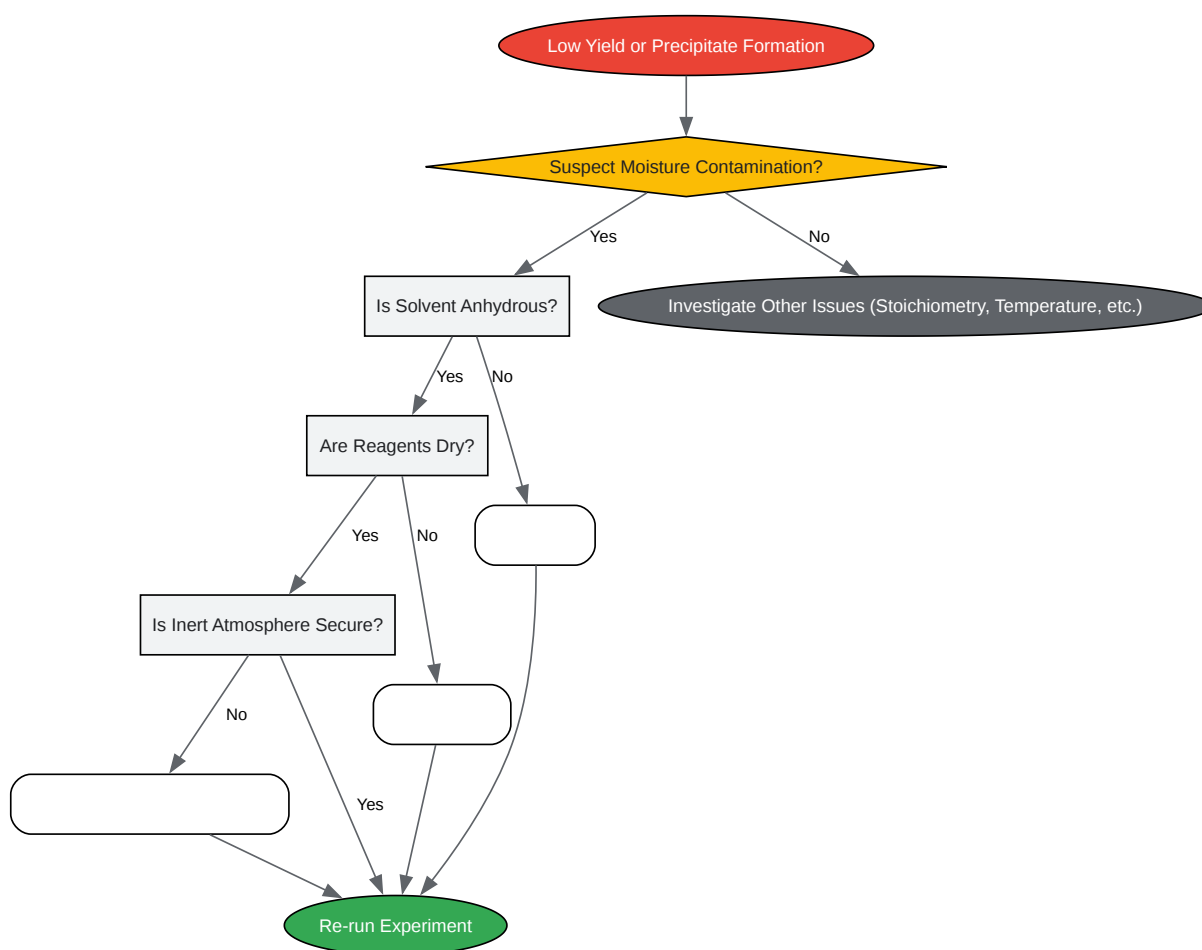 Low Yield or Precipitate Formation
Suspect Moisture Contamination?
Yes
No
Is Solvent Anhydrous?
Investigate Other Issues (Stoichiometry, Temperature, etc.)
Yes
No
Are Reagents Dry?
Yes
No
Is Inert Atmosphere Secure?
No
Yes
Re-run Experiment